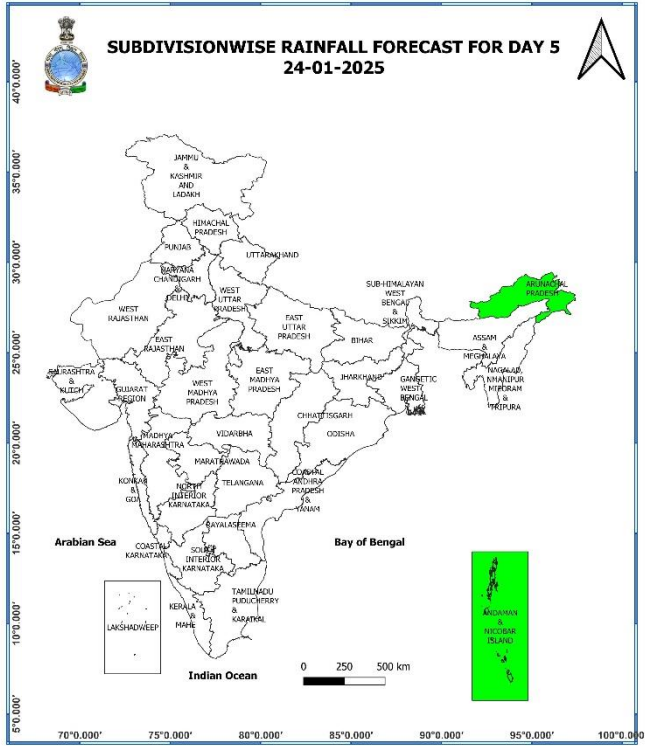 SUBDIVISIONWISE RAINFALL FORECAST FOR DAY 5
24-01-2025
40°0.000'
35°0.000'
30°0.000'
25°0.000'
20°0.000'
15°0.000'
10°0.000'
5°0.000'
JAMMU
&
KASHMIR
AND
LADAKH
HIMACHAL
PRADESH
PUNJAB
UTTARAKHAND
HARYANA
CHANDIGARH
&
DELHI
WEST
UTTAR
PRADESH
WEST
RAJASTHAN
EAST
RAJASTHAN
EAST
UTTAR
PRADESH
SUB-HIMALAYAN
WEST
BENGAL
&
SIKKIM
ARUNACHAL
PRADESH
BIHAR
ASSAM
&
MEGHALAYA
NAGALAD,
NMANIPUR
MEZORAM
&
TRIPURA
SAURASHTRA
&
KUTCH
GUJARAT
REGION
WEST
MADHYA
PRADESH
EAST
MADHYA
PRADESH
JHARKHAND
GANGETIC
WEST
BENGAL
CHHATTISGARH
ODISHA
MADHYA
MAHARASHTRA
VIDARBHA
MARATHWADA
TELANGANA
COASTAL
ANDHRA
PRADESH
&
YANAM
KONKAN
&
GOA
NORTH
INTERIOR
KARNATAKA
RAYALASEEMA
Arabian Sea
Bay of Bengal
COASTAL
KARNATAKA
SOUTH
INTERIOR
KARNATAKA
TAMILNADU
PUDUCHERRY
&
KARAIKAL
KERALA
&
MAHE
LAKSHADWEEP
ANDAMAN
&
NICOBAR
ISLAND
Indian Ocean
0 250 500 km
70°0.000' 75°0.000' 80°0.000' 85°0.000' 90°0.000' 95°0.000' 100°0.000'